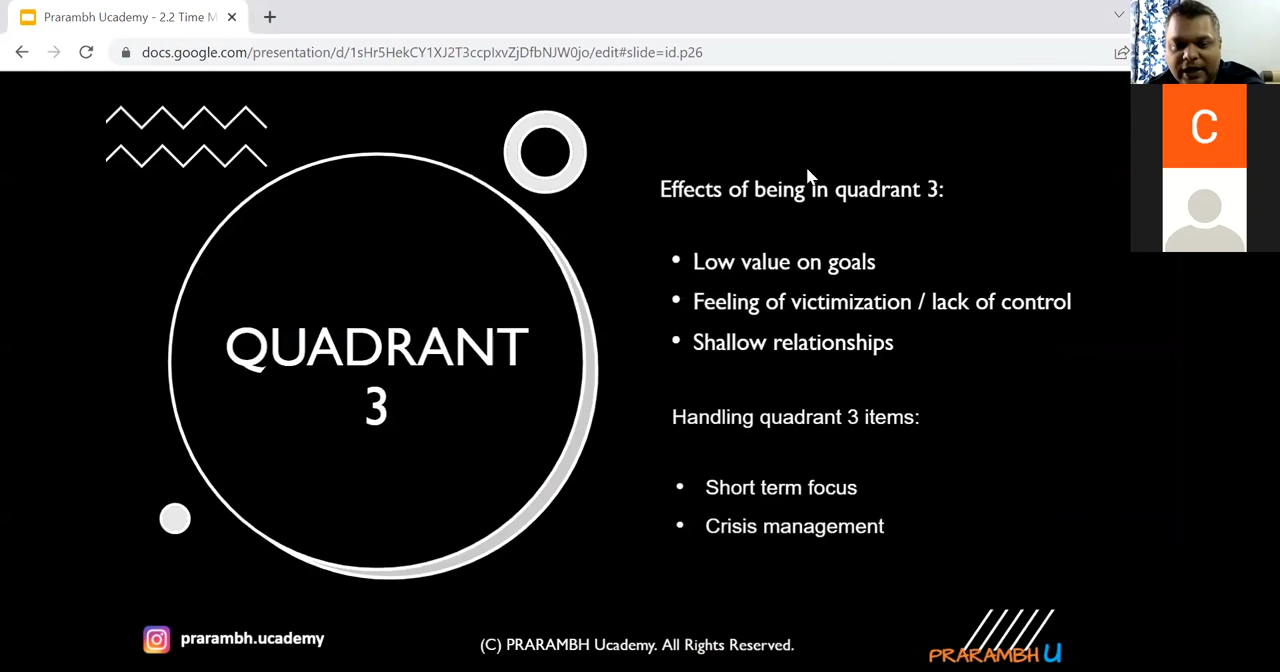 Prarambh Ucademy - 2.2 Time M
docs.google.com/presentation/d/1sHr5HekCY1XJ2T3ccpIxvZjDfbNJW0jo/edit#slide=id.p26
C
Effects of being in quadrant 3:
• Low value on goals
• Feeling of victimization / lack of control
• Shallow relationships
QUADRANT
3
Handling quadrant 3 items:
• Short term focus
• Crisis management
prarambh.ucademy
(C) PRARAMBH Ucademy. All Rights Reserved.
PRARAMBH U